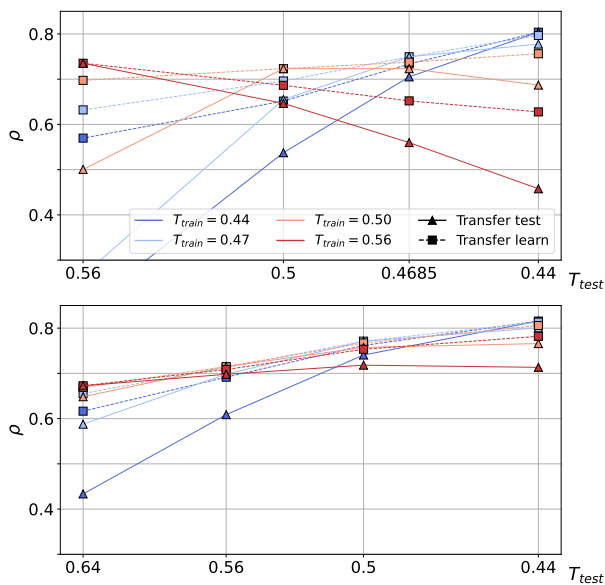 0.8
0.6
0.4
ρ
T_train = 0.44
T_train = 0.50
Transfer test
T_train = 0.47
T_train = 0.56
Transfer learn
0.56
0.5
0.4685
0.44
T_test
0.8
0.6
0.4
ρ
0.64
0.56
0.5
0.44
T_test